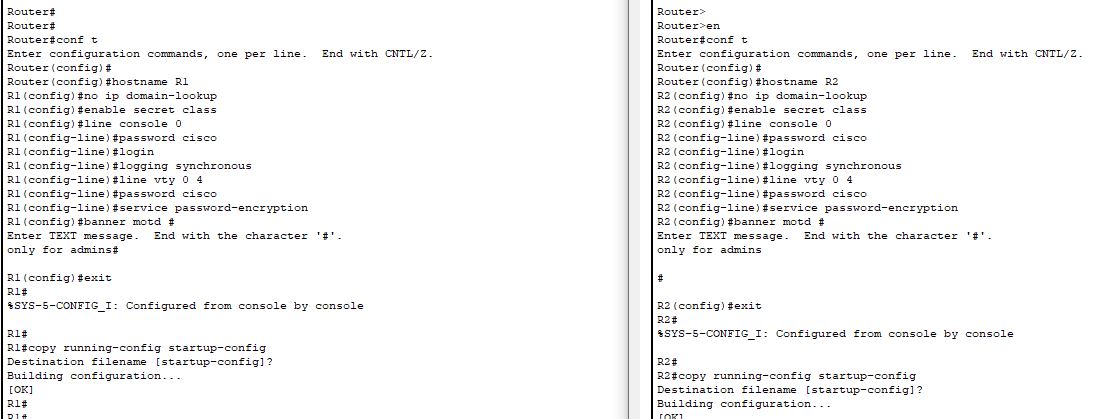 Router#
Router#
Router#conf t
Enter configuration commands, one per line.  End with CNTL/Z.
Router(config)#
Router(config)#hostname R1
R1(config)#no ip domain-lookup
R1(config)#enable secret class
R1(config)#line console 0
R1(config-line)#password cisco
R1(config-line)#login
R1(config-line)#logging synchronous
R1(config-line)#line vty 0 4
R1(config-line)#password cisco
R1(config-line)#service password-encryption
R1(config)#banner motd #
Enter TEXT message.  End with the character '#'.
only for admins#
R1(config)#exit
R1#
%SYS-5-CONFIG_I: Configured from console by console
R1#
R1#copy running-config startup-config
Destination filename [startup-config]?
Building configuration...
[OK]
R1#
R1#
Router>
Router>en
Router#conf t
Enter configuration commands, one per line.  End with CNTL/Z.
Router(config)#
Router(config)#hostname R2
R2(config)#no ip domain-lookup
R2(config)#enable secret class
R2(config)#line console 0
R2(config-line)#password cisco
R2(config-line)#login
R2(config-line)#logging synchronous
R2(config-line)#line vty 0 4
R2(config-line)#password cisco
R2(config-line)#service password-encryption
R2(config)#banner motd #
Enter TEXT message.  End with the character '#'.
only for admins
#
R2(config)#exit
R2#
%SYS-5-CONFIG_I: Configured from console by console
R2#
R2#copy running-config startup-config
Destination filename [startup-config]?
Building configuration...
[OK]